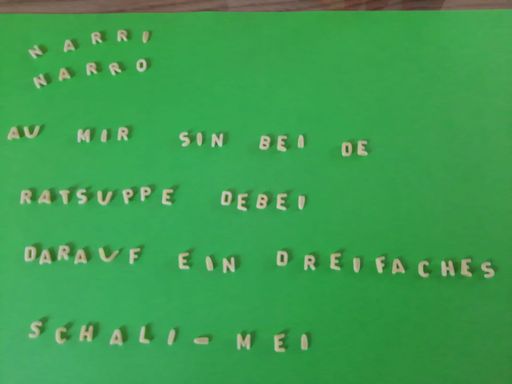 NARRI
NARRO
AU MIR SIN BEI DE
RATSUPPE DEBEI
DARAUF EIN DREIFACHES
SCHALI-MEI